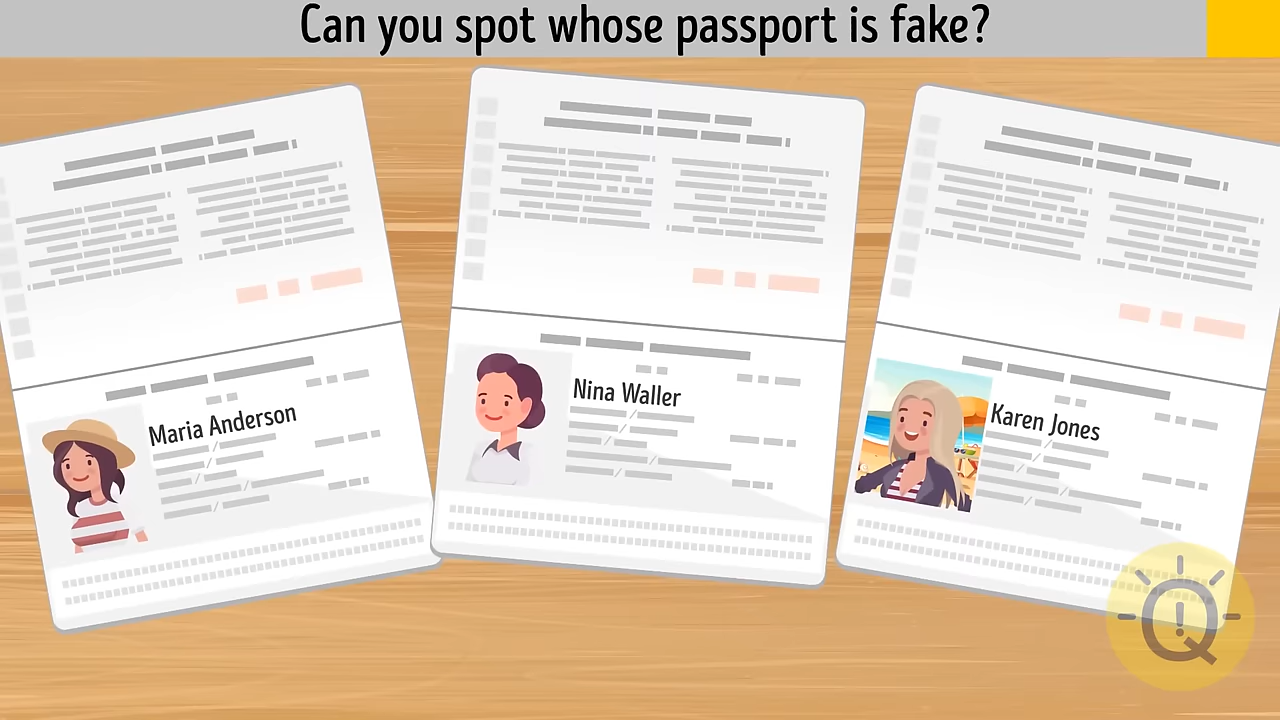 Can you spot whose passport is fake?
Maria Anderson
Nina Waller
Karen Jones